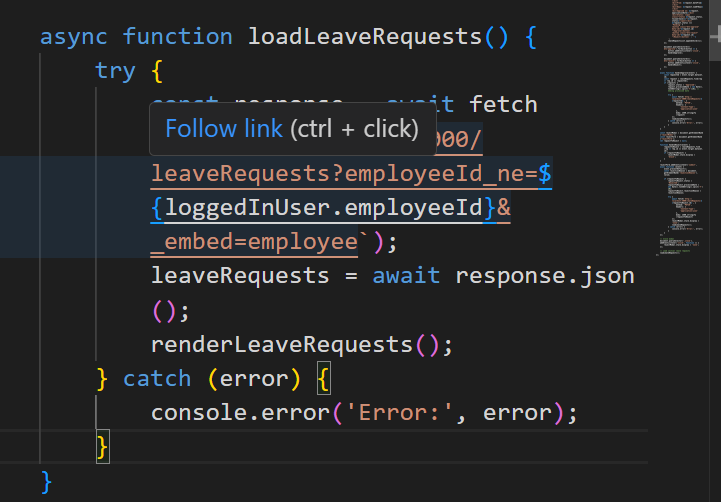 async function loadLeaveRequests() {
try {
const response = await fetch
Follow link (ctrl + click)
000/
leaveRequests?employeeId_ne=$
{loggedInUser.employeeId}&
_embed=employee`);
leaveRequests = await response.json
();
renderLeaveRequests();
} catch (error) {
console.error('Error:', error);
}
}